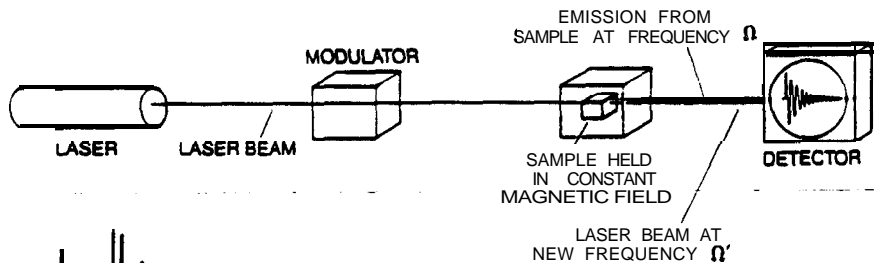 EMISSION FROM
SAMPLE AT FREQUENCY Ω
MODULATOR
LASER
LASER BEAM
SAMPLE HELD
IN CONSTANT
MAGNETIC FIELD
DETECTOR
LASER BEAM AT
NEW FREQUENCY Ω'